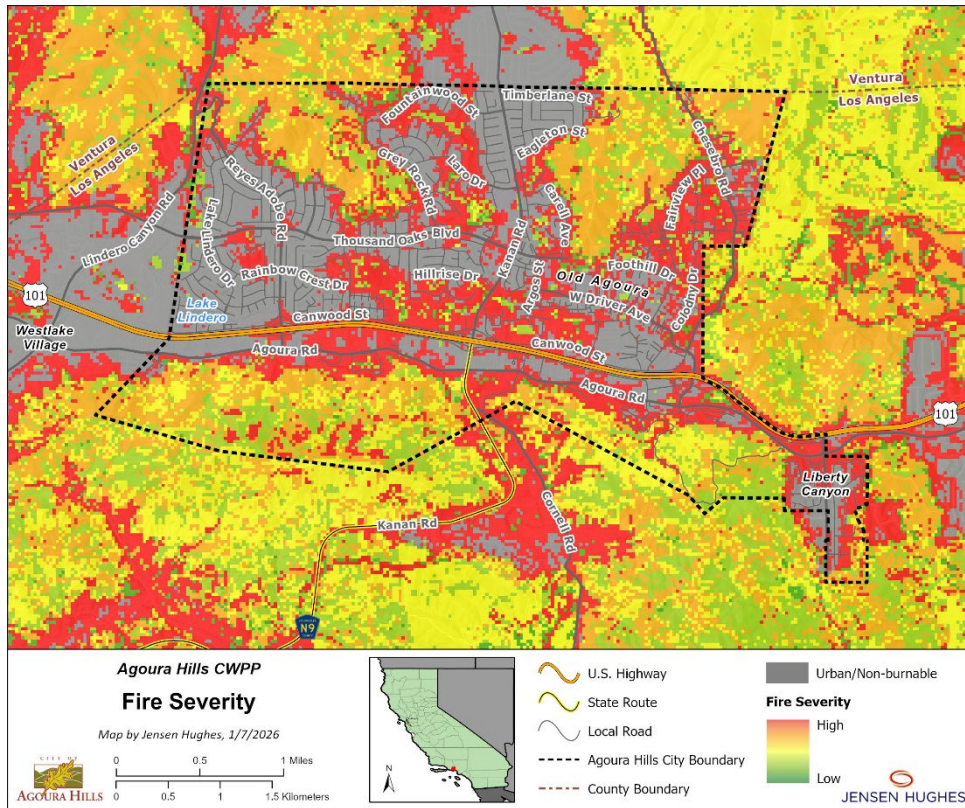 Ventura
Los Angeles
Timberlane St
Fountainwood St
Eagleton St
Chesebro Rd
Ventura
Los Angeles
Grey Rock Rd
Laro Dr
Fairview Pl
Reyes Adobe Rd
Careil Ave
Lindero Canyon Rd
Lake Lindero Dr
Thousand Oaks Blvd
Kanan Rd
Foothill Dr
Old Agoura
Rainbow Crest Dr
Hillrise Dr
Argos St
W Driver Ave
Colodny Dr
101
Lake
Lindero
Canwood St
Westlake
Village
Agoura Rd
Canwood St
Agoura Rd
101
Liberty
Canyon
Cornell Rd
Kanan Rd
N9
Agoura Hills CWPP
Fire Severity
Map by Jensen Hughes, 1/7/2026
CITY OF
AGOURA HILLS
0 0.5 1 Miles
0 0.5 1 1.5 Kilometers
N
U.S. Highway
State Route
Local Road
Agoura Hills City Boundary
County Boundary
Urban/Non-burnable
Fire Severity
High
Low
JENSEN HUGHES